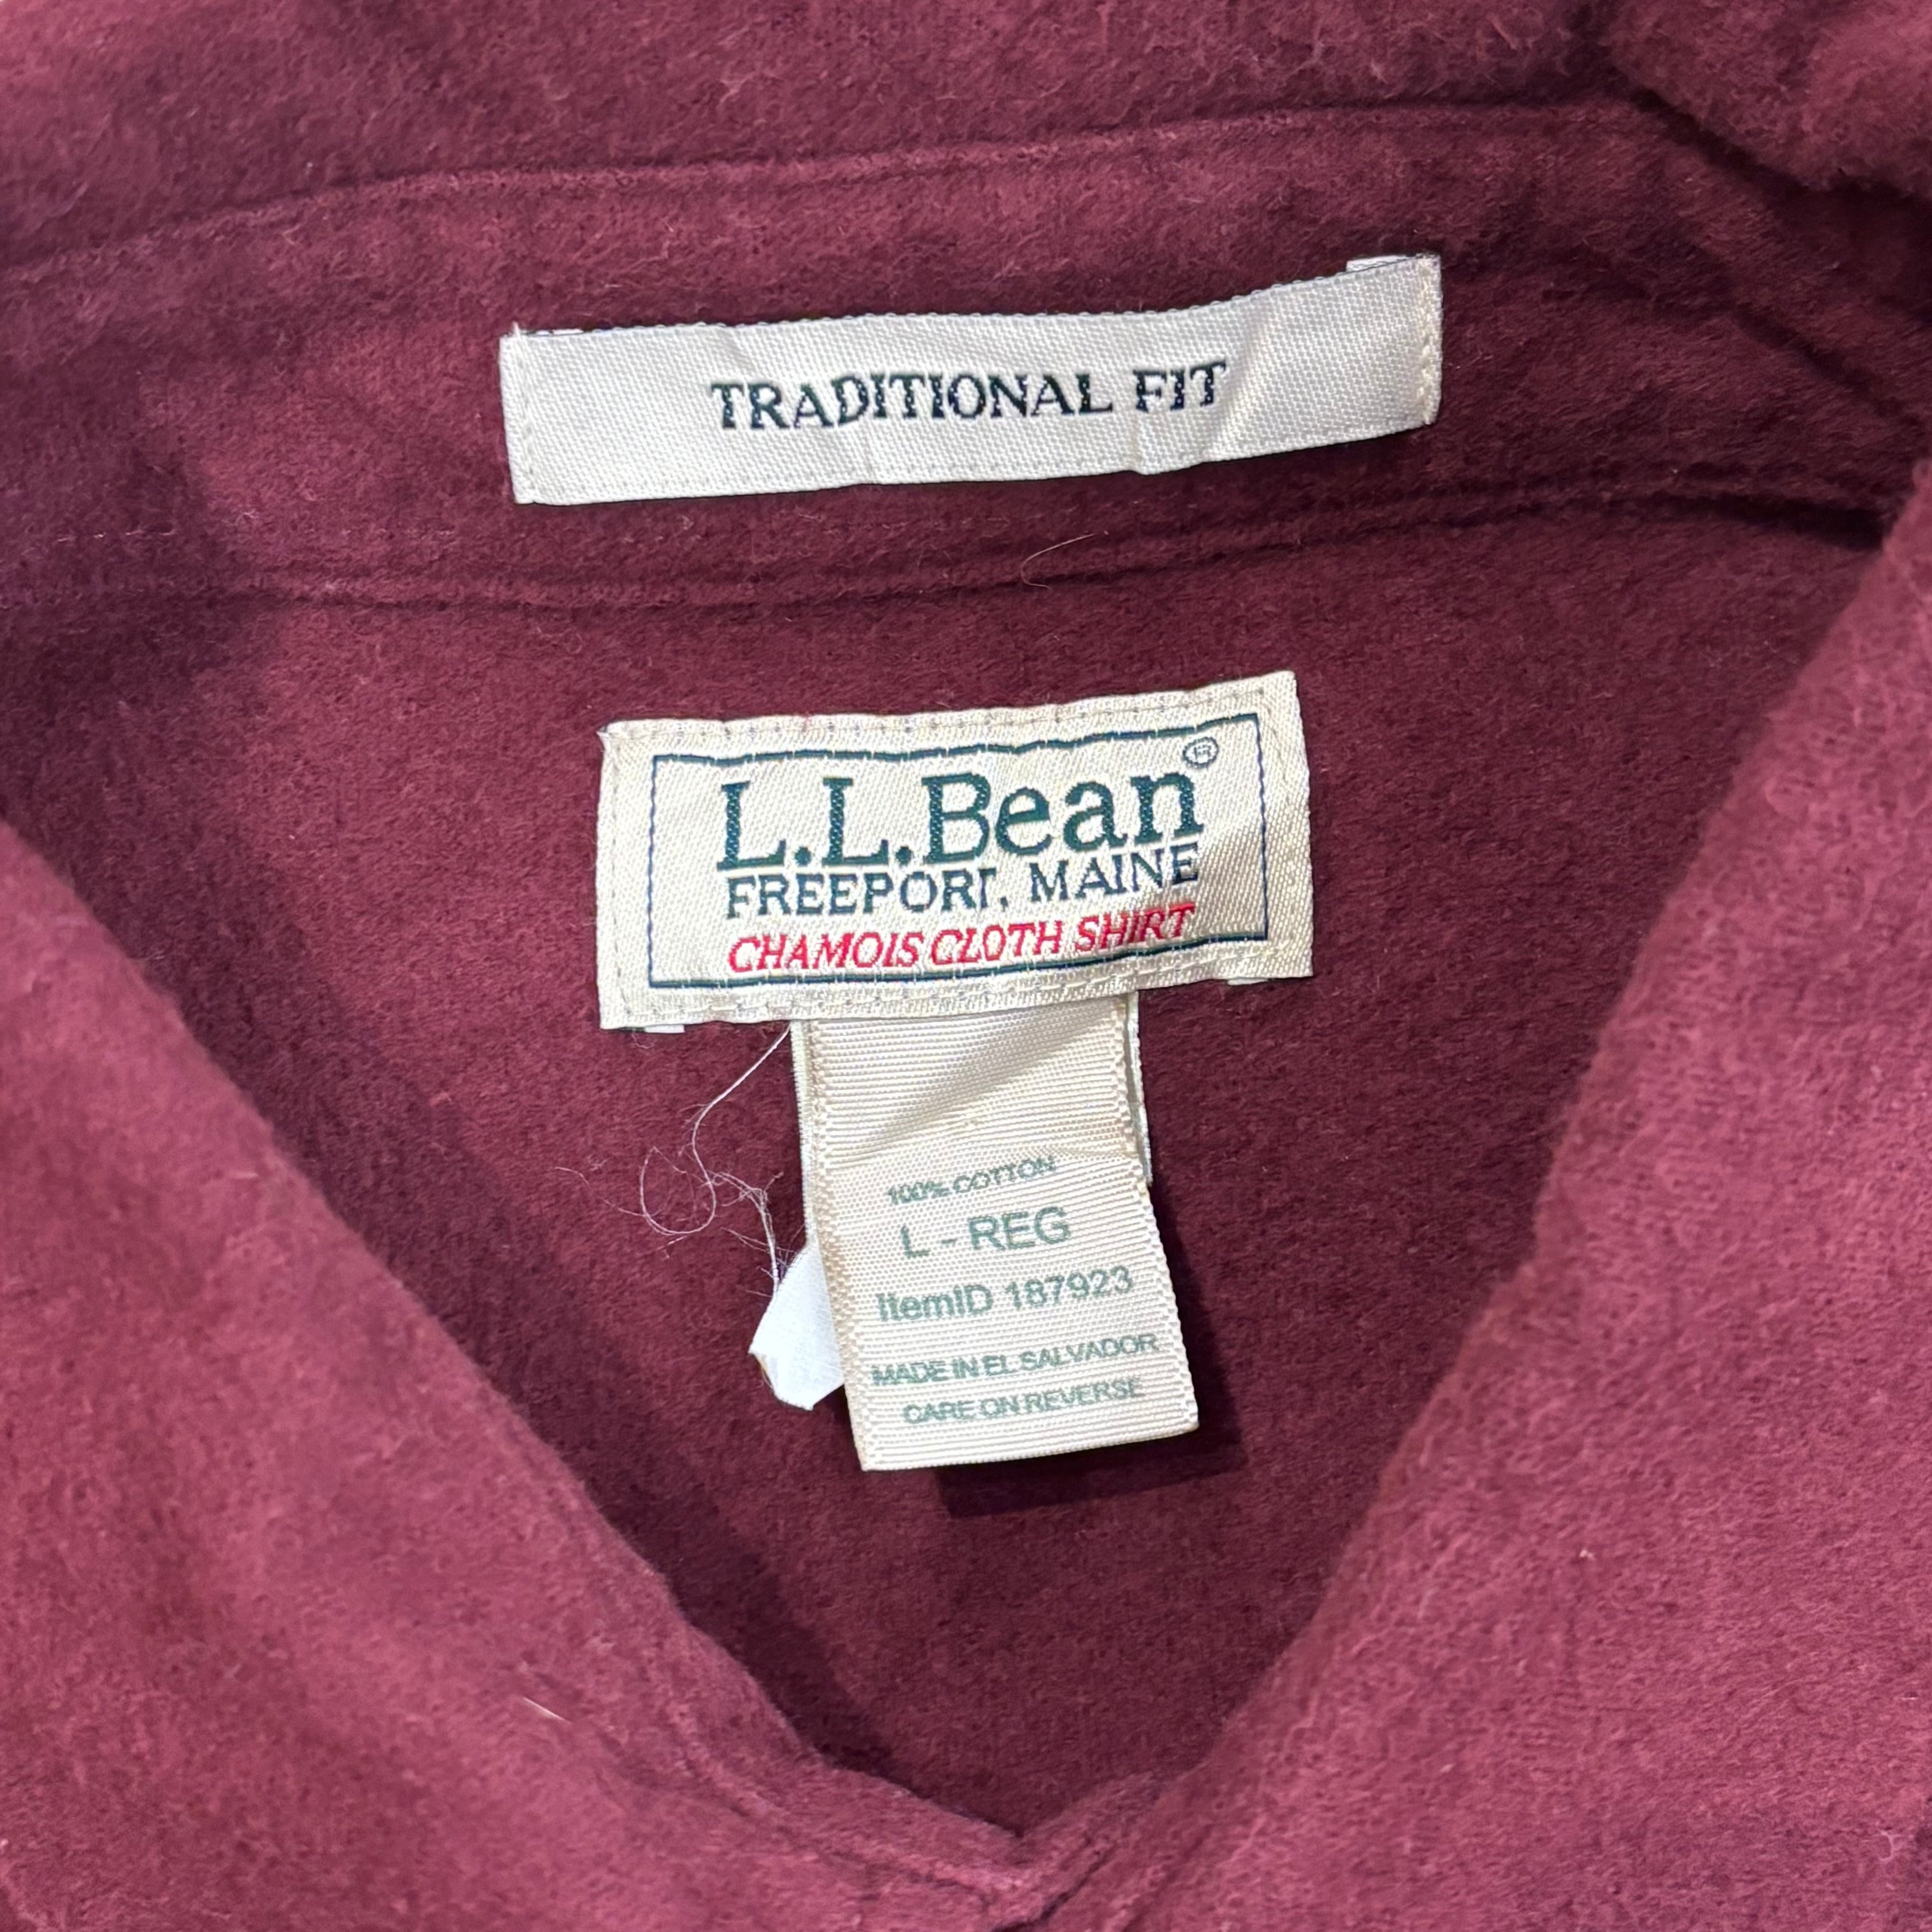 TRADITIONAL FIT
L.L.Bean®
FREEPORT, MAINE
CHAMOIS CLOTH SHIRT
100% COTTON
L - REG
ItemID 187923
MADE IN EL SALVADOR
CARE ON REVERSE